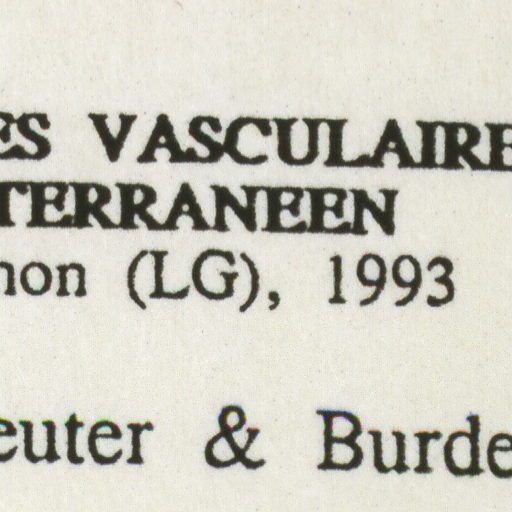 ES VASCULAIRE
TERRANEEN
non (LG), 1993
euter & Burde